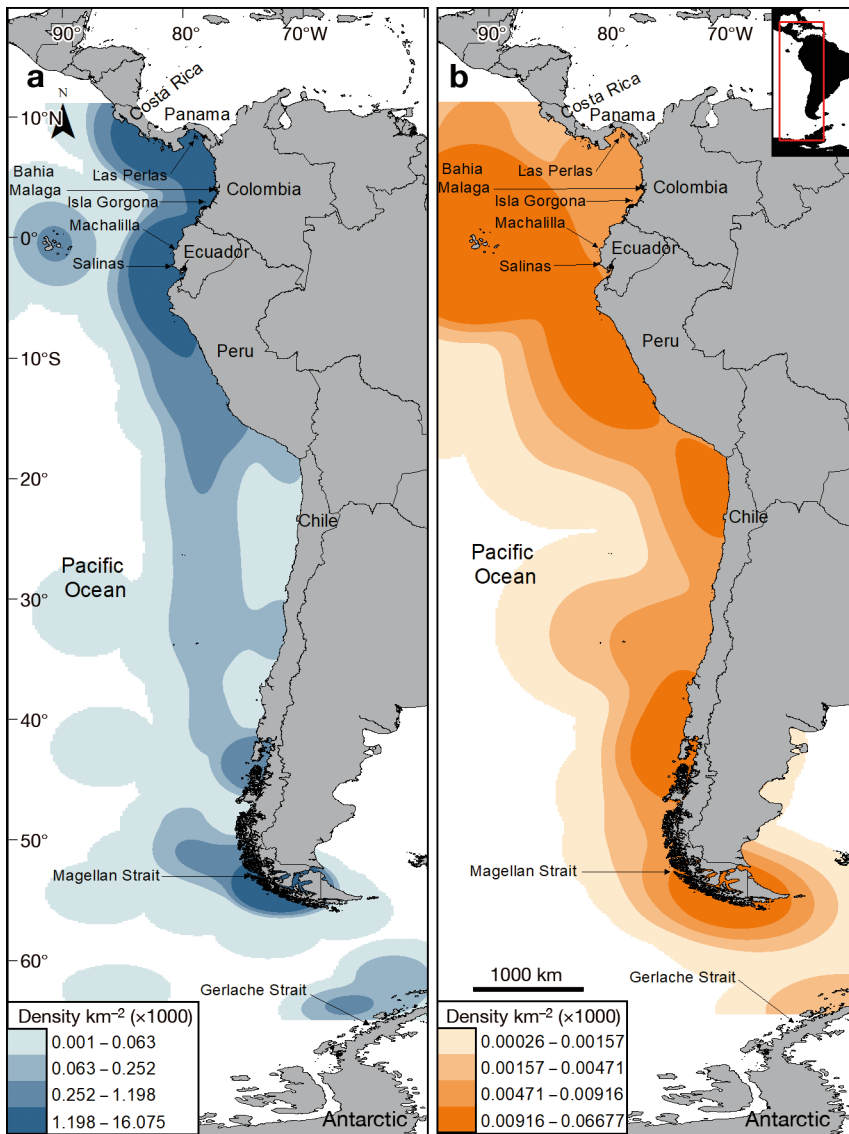 90°
80°
70°W
a
N
Costa Rica
Panama
10°N
Las Perlas
Bahia
Malaga
Colombia
Isla Gorgona
Machalilla
0°
Ecuador
Salinas
10°S
Peru
20°
Chile
Pacific
Ocean
30°
40°
50°
Magellan Strait
60°
Gerlache Strait
Density km⁻² (×1000)
0.001 – 0.063
0.063 – 0.252
0.252 – 1.198
1.198 – 16.075
Antarctic
90°
80°
70°W
b
Costa Rica
Panama
Las Perlas
Bahia
Malaga
Colombia
Isla Gorgona
Machalilla
Ecuador
Salinas
Peru
Chile
Pacific
Ocean
Magellan Strait
1000 km
Gerlache Strait
Density km⁻² (×1000)
0.00026 – 0.00157
0.00157 – 0.00471
0.00471 – 0.00916
0.00916 – 0.06677
Antarctic